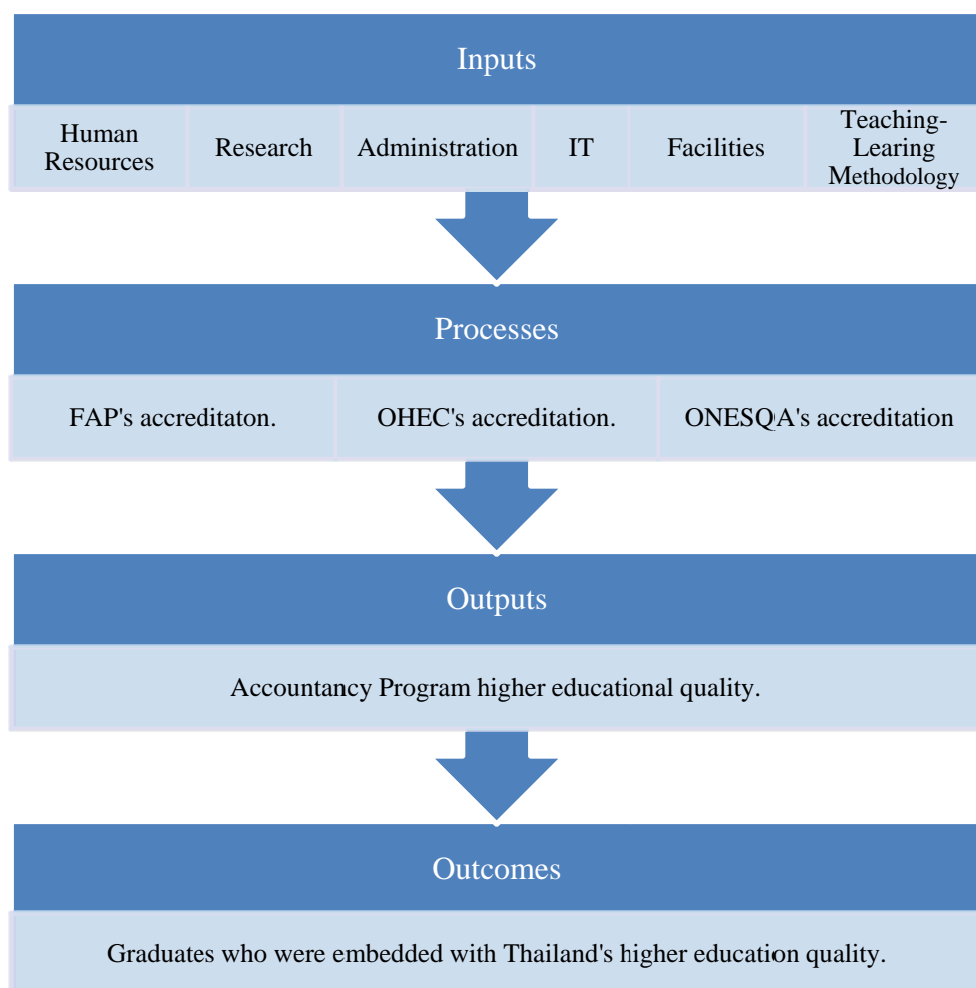 Inputs
Human
Resources
Research
Administration
IT
Facilities
Teaching-
Learing
Methodology
Processes
FAP's accreditaton.
OHEC's accreditation.
ONESQA's accreditation
Outputs
Accountancy Program higher educational quality.
Outcomes
Graduates who were embedded with Thailand's higher education quality.